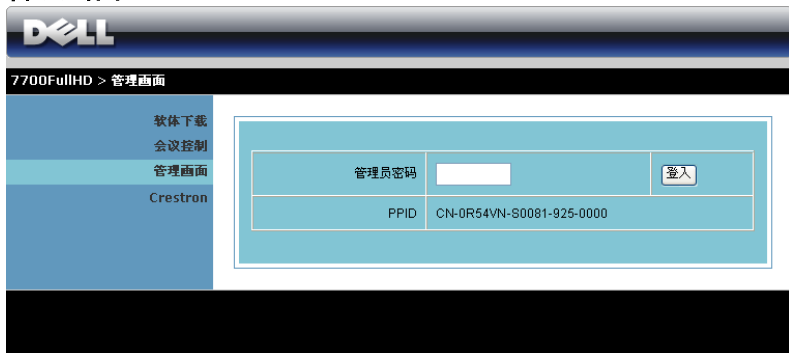 DELL
7700FullHD > 管理画面
软体下载
会议控制
管理画面
Crestron
管理员密码 登入
PPID CN-0R54VN-S0081-925-0000